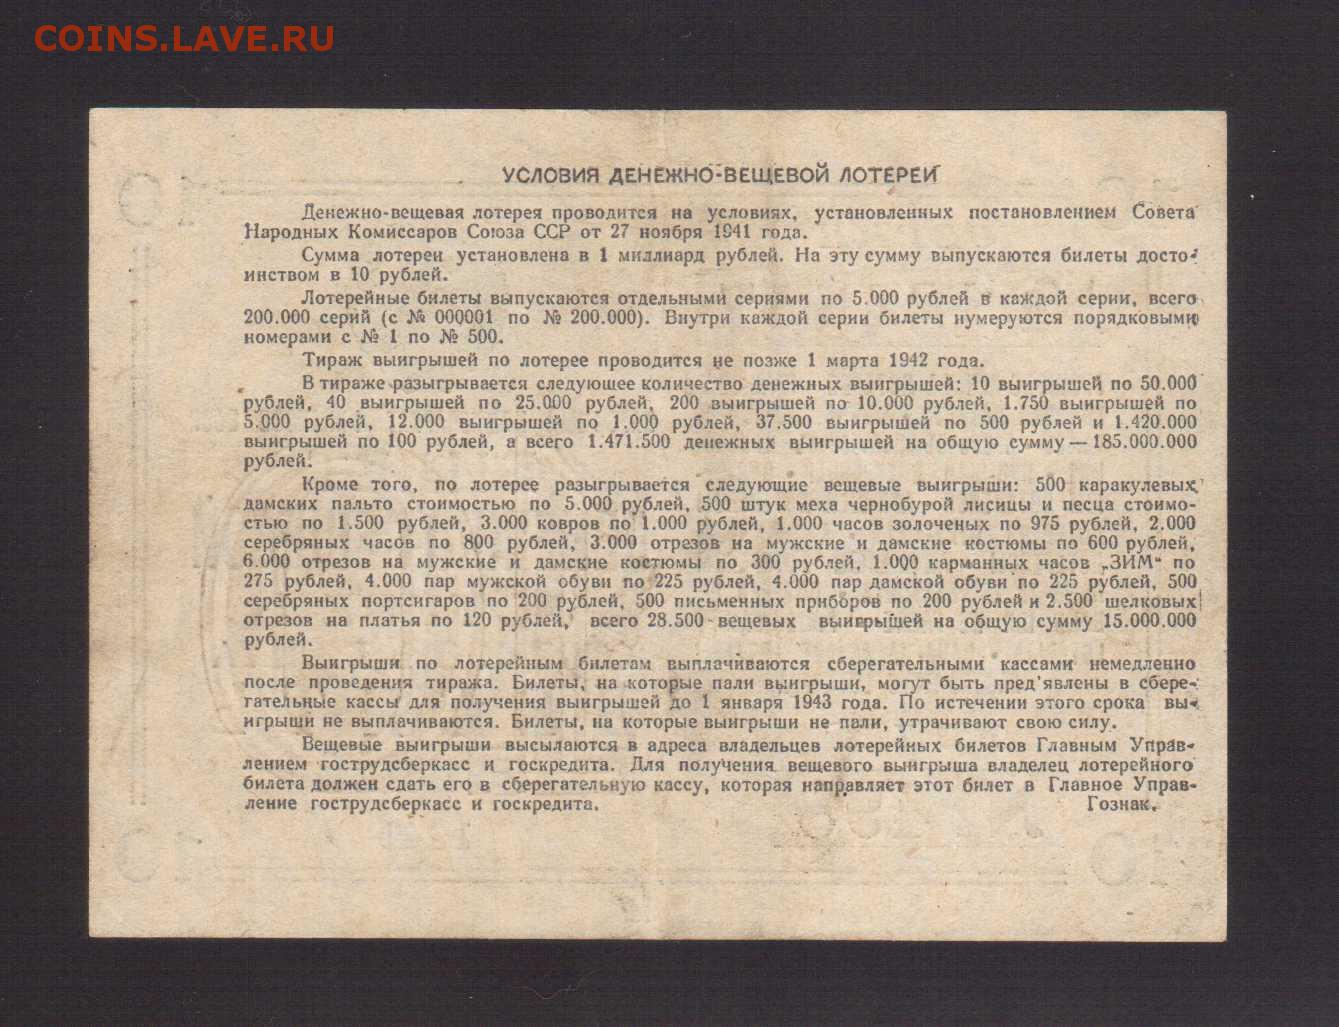 COINS.LAVE.RU
УСЛОВИЯ ДЕНЕЖНО-ВЕЩЕВОЙ ЛОТЕРЕИ
Денежно-вещевая лотерея проводится на условиях, установленных постановлением Совета
Народных Комиссаров Союза ССР от 27 ноября 1941 года.
Сумма лотереи установлена в 1 миллиард рублей. На эту сумму выпускаются билеты досто-
инством в 10 рублей.
Лотерейные билеты выпускаются отдельными сериями по 5.000 рублей в каждой серии, всего
200.000 серий (с № 000001 по № 200.000). Внутри каждой серии билеты нумеруются порядковыми
номерами с № 1 по № 500.
Тираж выигрышей по лотерее проводится не позже 1 марта 1942 года.
В тираже разыгрывается следующее количество денежных выигрышей: 10 выигрышей по 50.000
рублей, 40 выигрышей по 25.000 рублей, 200 выигрышей по 10.000 рублей, 1.750 выигрышей по
5.000 рублей, 12.000 выигрышей по 1.000 рублей, 37.500 выигрышей по 500 рублей и 1.420.000
выигрышей по 100 рублей, а всего 1.471.500 денежных выигрышей на общую сумму — 185.000.000
рублей.
Кроме того, по лотерее разыгрывается следующие вещевые выигрыши: 500 каракулевых
дамских пальто стоимостью по 5.000 рублей, 500 штук меха чернобурой лисицы и песца стоимо-
стью по 1.500 рублей, 3.000 ковров по 1.000 рублей, 1.000 часов золоченых по 975 рублей, 2.000
серебряных часов по 800 рублей, 3.000 отрезов на мужские и дамские костюмы по 600 рублей,
6.000 отрезов на мужские и дамские костюмы по 300 рублей, 1.000 карманных часов „ЗИМ“ по
275 рублей, 4.000 пар мужской обуви по 225 рублей, 4.000 пар дамской обуви по 225 рублей, 500
серебряных портсигаров по 200 рублей, 500 письменных приборов по 200 рублей и 2.500 шелковых
отрезов на платья по 120 рублей, всего 28.500 вещевых выигрышей на общую сумму 15.000.000
рублей.
Выигрыши по лотерейным билетам выплачиваются сберегательными кассами немедленно
после проведения тиража. Билеты, на которые пали выигрыши, могут быть пред'явлены в сбере-
гательные кассы для получения выигрышей до 1 января 1943 года. По истечении этого срока вы-
игрыши не выплачиваются. Билеты, на которые выигрыши не пали, утрачивают свою силу.
Вещевые выигрыши высылаются в адреса владельцев лотерейных билетов Главным Управ-
лением гострудсберкасс и госкредита. Для получения вещевого выигрыша владелец лотерейного
билета должен сдать его в сберегательную кассу, которая направляет этот билет в Главное Управ-
ление гострудсберкасс и госкредита. Гознак.